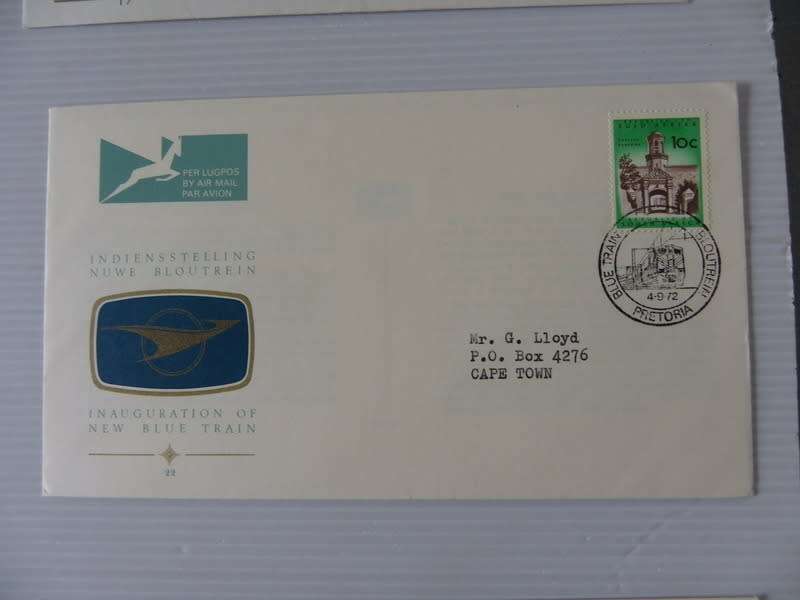 PER LUGPOS
BY AIR MAIL
PAR AVION
10c
INDIENSSTELLING
NUWE BLOUTREIN
BLUE TRAIN
BLOUTREIN
4-9-72
PRETORIA
Mr. G. Lloyd
P.O. Box 4276
CAPE TOWN
INAUGURATION OF
NEW BLUE TRAIN
22